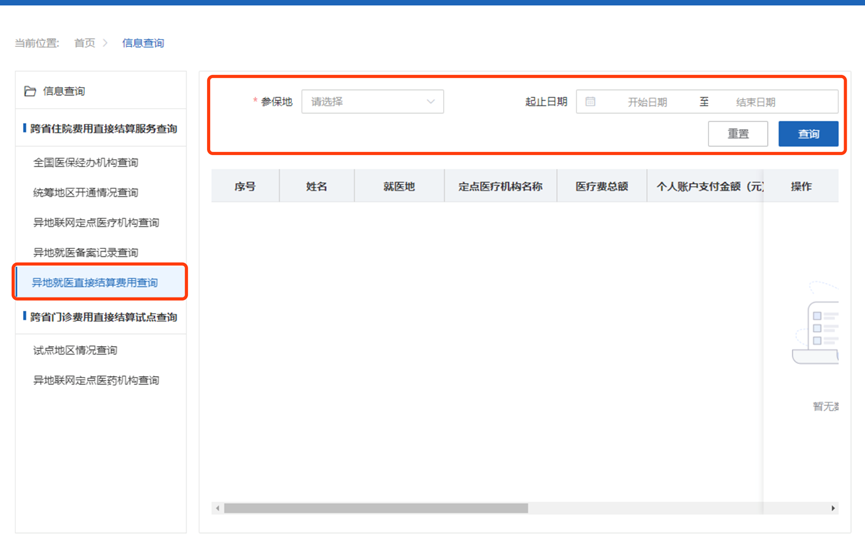 当前位置: 首页 > 信息查询
信息查询
跨省住院费用直接结算服务查询
全国医保经办机构查询
统筹地区开通情况查询
异地联网定点医疗机构查询
异地就医备案记录查询
异地就医直接结算费用查询
跨省门诊费用直接结算试点查询
试点地区情况查询
异地联网定点医药机构查询
* 参保地 请选择 起止日期 开始日期 至 结束日期
重置 查询
序号 姓名 就医地 定点医疗机构名称 医疗费总额 个人账户支付金额（元） 操作
暂无